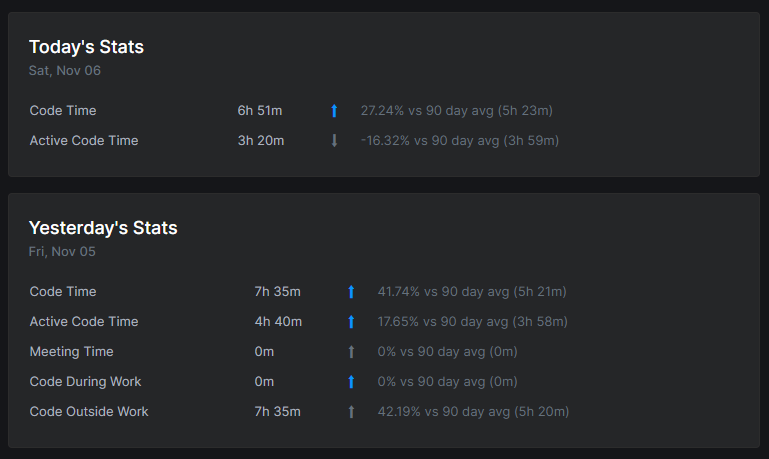 Today's Stats
Sat, Nov 06
Code Time 6h 51m 27.24% vs 90 day avg (5h 23m)
Active Code Time 3h 20m -16.32% vs 90 day avg (3h 59m)
Yesterday's Stats
Fri, Nov 05
Code Time 7h 35m 41.74% vs 90 day avg (5h 21m)
Active Code Time 4h 40m 17.65% vs 90 day avg (3h 58m)
Meeting Time 0m 0% vs 90 day avg (0m)
Code During Work 0m 0% vs 90 day avg (0m)
Code Outside Work 7h 35m 42.19% vs 90 day avg (5h 20m)